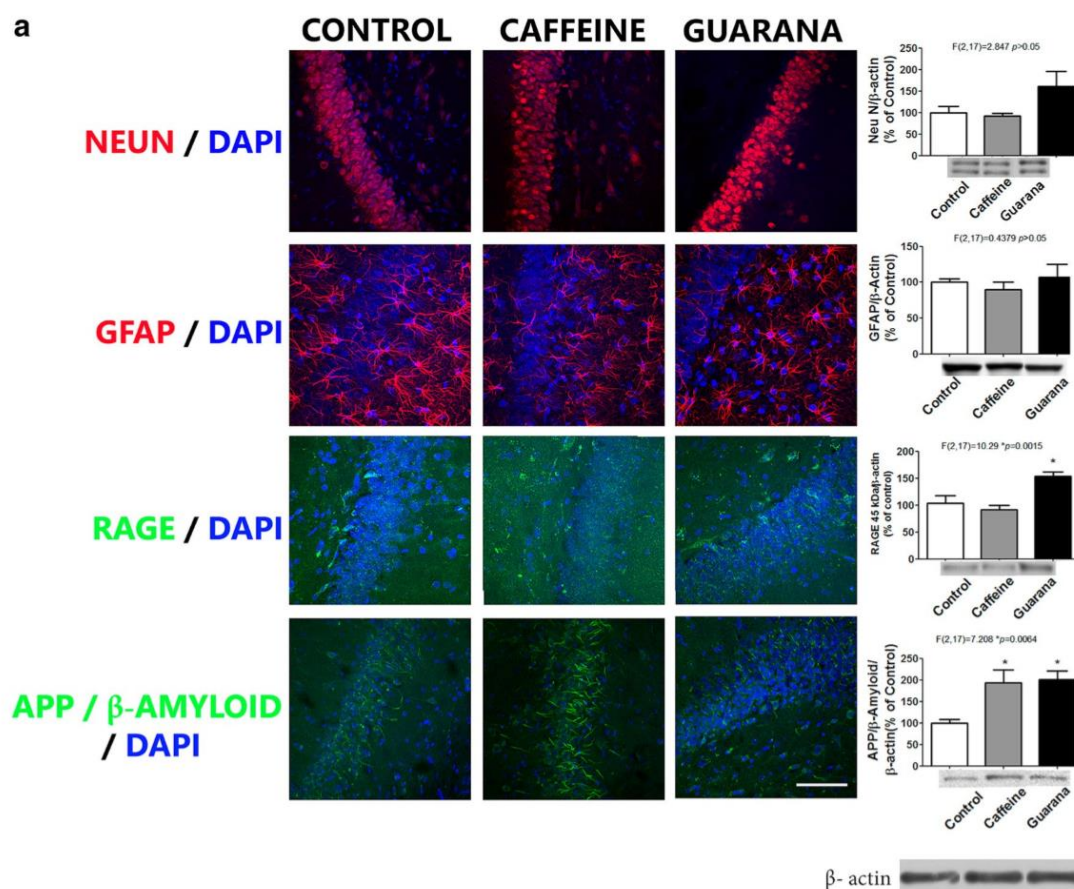 a
CONTROL CAFFEINE GUARANA
NEUN / DAPI
F(2,17)=2.847 p>0.05
Neu N/β-actin
(% of Control)
250
200
150
100
50
0
Control
Caffeine
Guarana
GFAP / DAPI
F(2,17)=0.4379 p>0.05
GFAP/β-Actin
(% of Control)
150
100
50
0
Control
Caffeine
Guarana
RAGE / DAPI
F(2,17)=10.29 *p=0.0015
RAGE 45 kDa/β-actin
(% of control)
200
150
100
50
0
*
Control
Caffeine
Guarana
APP / β-AMYLOID
/ DAPI
F(2,17)=7.208 *p=0.0064
APP/β-Amyloid/
β-actin(% of Control)
250
200
150
100
50
0
* *
Control
Caffeine
Guarana
β- actin